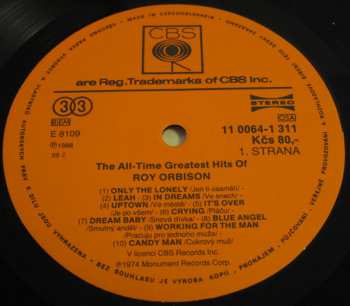 CBS
are Reg. Trademarks of CBS Inc.
33
STEREO
OSA
E 8109
℗1988
11 0064-1 311
Kčs 80,-
1. STRANA
The All-Time Greatest Hits Of
ROY ORBISON
(1) ONLY THE LONELY /Jen ti osamělí/ -
(2) LEAH - (3) IN DREAMS /Ve snech/ -
(4) UPTOWN /Ve městě/ - (5) IT'S OVER
/Je po všem/ - (6) CRYING /Pláču/ -
(7) DREAM BABY /Snová dívka/ - (8) BLUE ANGEL
/Smutný anděl/ - (9) WORKING FOR THE MAN
/Pracuju pro jednoho muže/ -
(10) CANDY MAN /Cukrový muž/
V licenci CBS Records Inc.
℗1974 Monument Records Corp.
VYROBENÁ • BEZ SOUHLASU JE VÝROBA KOPIÍ • PRONÁJEM • PŮJČOVÁNÍ • VEŘEJNÉ PROVOZOVÁNÍ